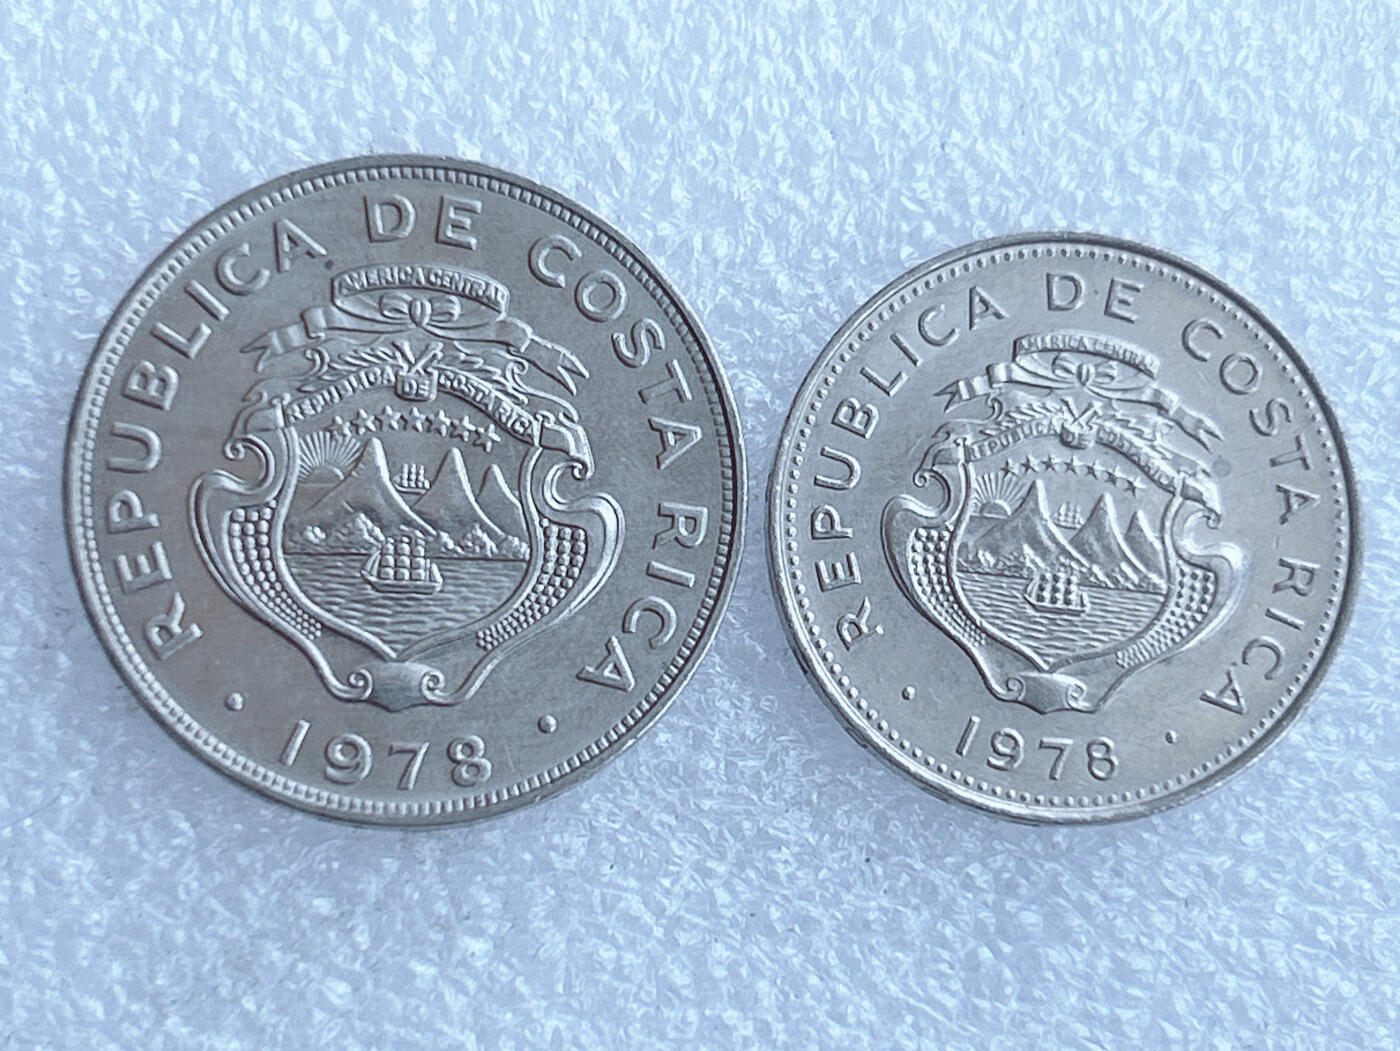 REPUBLICA DE COSTA RICA
AMERICA CENTRAL
REPUBLICA DE COSTA RICA
· 1978 ·
REPUBLICA DE COSTA RICA
AMERICA CENTRAL
REPUBLICA DE COSTA RICA
· 1978 ·